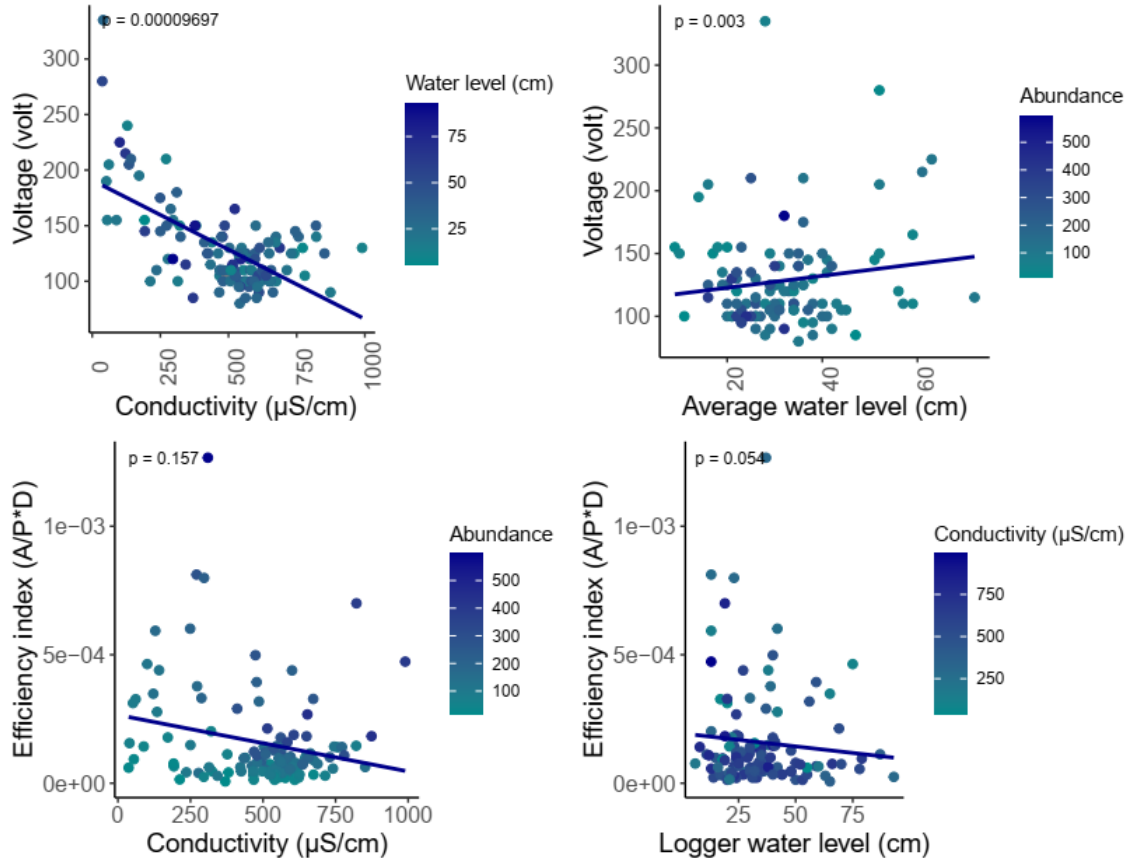 p = 0.00009697
300
250
200
150
100
Voltage (volt)
0
250
500
750
1000
Conductivity (µS/cm)
Water level (cm)
75
50
25
p = 0.003
300
250
200
150
100
Voltage (volt)
20
40
60
Average water level (cm)
Abundance
500
400
300
200
100
p = 0.157
1e−03
5e−04
0e+00
Efficiency index (A/P*D)
0
250
500
750
1000
Conductivity (µS/cm)
Abundance
500
400
300
200
100
p = 0.054
1e−03
5e−04
0e+00
Efficiency index (A/P*D)
25
50
75
Logger water level (cm)
Conductivity (µS/cm)
750
500
250